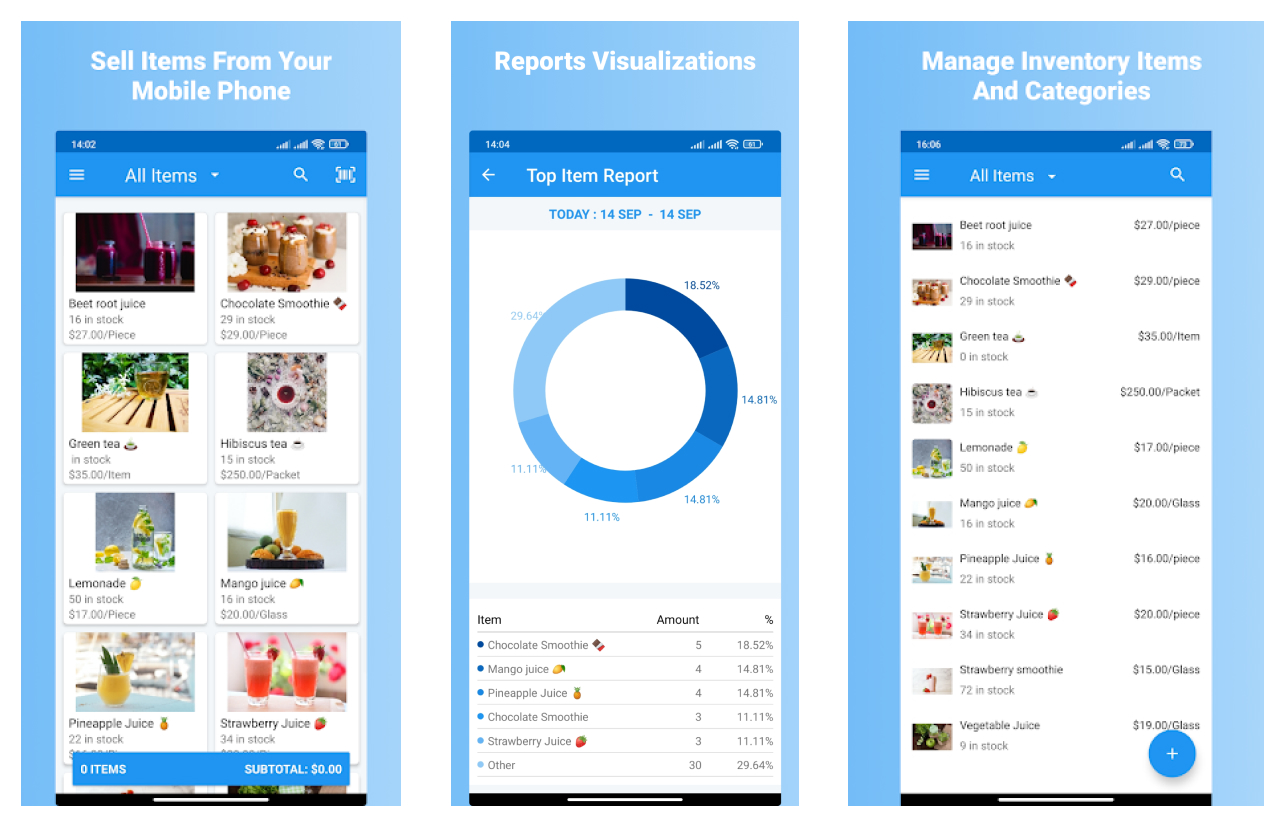 Sell Items From Your
Mobile Phone
14:02
61
All Items
Beet root juice
16 in stock
$27.00/Piece
Chocolate Smoothie 🍫
29 in stock
$29.00/Piece
Green tea 🍵
in stock
$35.00/Item
Hibiscus tea ☕
15 in stock
$250.00/Packet
Lemonade 🍋
50 in stock
$17.00/Piece
Mango juice 🥭
16 in stock
$20.00/Glass
Pineapple Juice 🍍
22 in stock
Strawberry Juice 🍓
34 in stock
0 ITEMS
SUBTOTAL: $0.00
Reports Visualizations
14:04
61
Top Item Report
TODAY : 14 SEP - 14 SEP
18.52%
29.64%
14.81%
11.11%
14.81%
11.11%
Item Amount %
Chocolate Smoothie 🍫 5 18.52%
Mango juice 🥭 4 14.81%
Pineapple Juice 🍍 4 14.81%
Chocolate Smoothie 3 11.11%
Strawberry Juice 🍓 3 11.11%
Other 30 29.64%
Manage Inventory Items
And Categories
16:06
All Items
Beet root juice $27.00/piece
16 in stock
Chocolate Smoothie 🍫 $29.00/piece
29 in stock
Green tea 🍵 $35.00/Item
0 in stock
Hibiscus tea ☕ $250.00/Packet
15 in stock
Lemonade 🍋 $17.00/piece
50 in stock
Mango juice 🥭 $20.00/Glass
16 in stock
Pineapple Juice 🍍 $16.00/piece
22 in stock
Strawberry Juice 🍓 $20.00/piece
34 in stock
Strawberry smoothie $15.00/Glass
72 in stock
Vegetable Juice $19.00/Glass
9 in stock
+